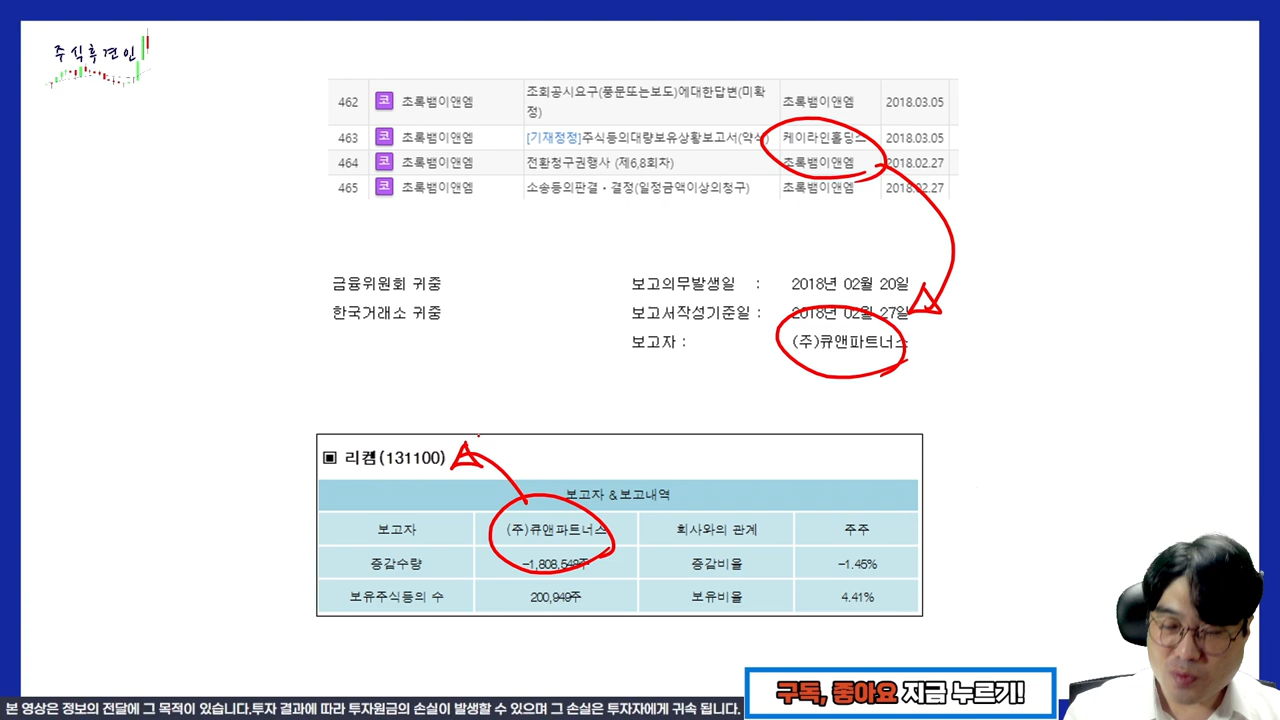 주식후견인
462 코 초록뱀이앤엠 조회공시요구(풍문또는보도)에대한답변(미확정) 초록뱀이앤엠 2018.03.05
463 코 초록뱀이앤엠 [기재정정]주식등의대량보유상황보고서(약식) 케이라인홀딩스 2018.03.05
464 코 초록뱀이앤엠 전환청구권행사 (제6,8회차) 초록뱀이앤엠 2018.02.27
465 코 초록뱀이앤엠 소송등의판결・결정(일정금액이상의청구) 초록뱀이앤엠 2018.02.27
금융위원회 귀중 보고의무발생일 : 2018년 02월 20일
한국거래소 귀중 보고서작성기준일 : 2018년 02월 27일
보고자 : (주)큐앤파트너스
▣ 리켐(131100)
보고자 & 보고내역
보고자 (주)큐앤파트너스 회사와의 관계 주주
증감수량 -1,808,549주 증감비율 -1.45%
보유주식등의 수 200,949주 보유비율 4.41%
구독, 좋아요 지금 누르기!
본 영상은 정보의 전달에 그 목적이 있습니다.투자 결과에 따라 투자원금의 손실이 발생할 수 있으며 그 손실은 투자자에게 귀속 됩니다.